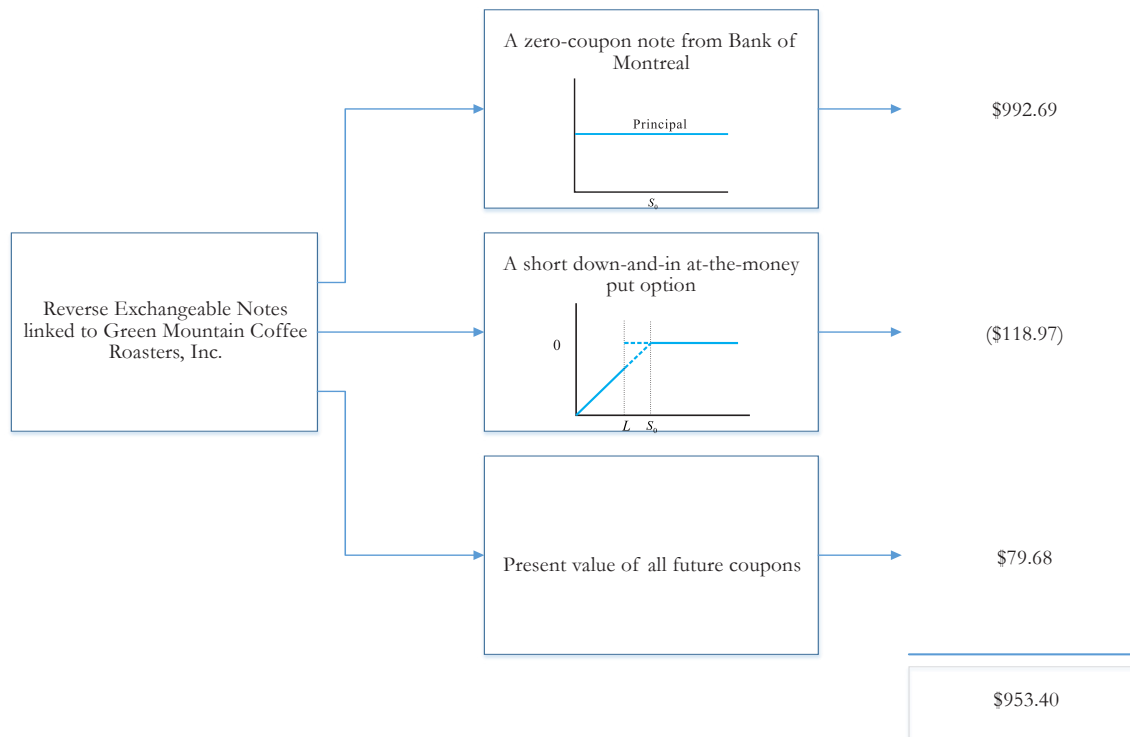 A zero-coupon note from Bank of
Montreal
Principal
S₀
$992.69
Reverse Exchangeable Notes
linked to Green Mountain Coffee
Roasters, Inc.
A short down-and-in at-the-money
put option
0
L S₀
($118.97)
Present value of all future coupons
$79.68
$953.40